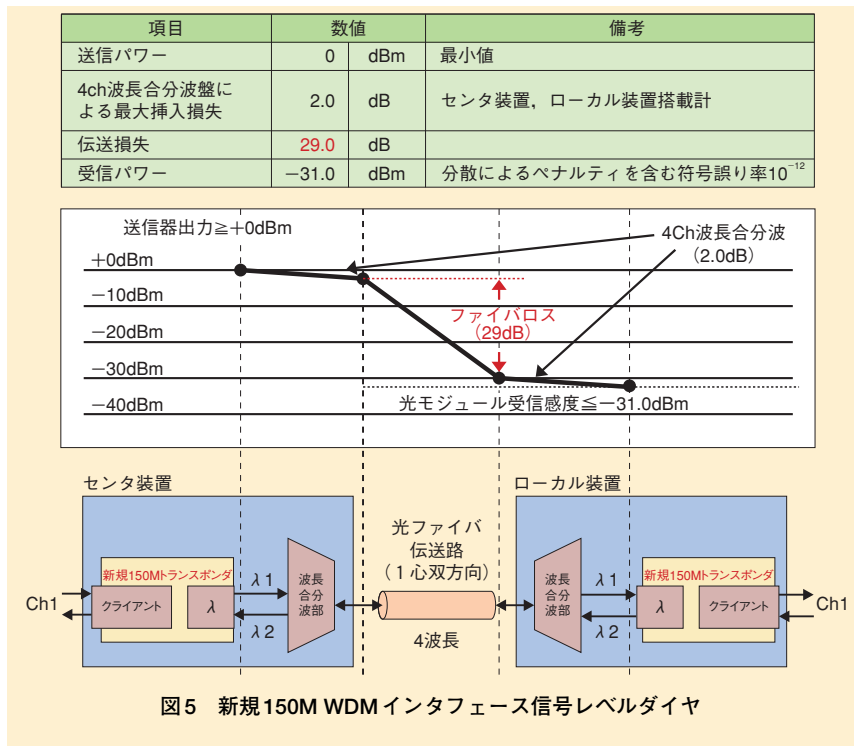 項目 数値 備考
送信パワー 0 dBm 最小値
4ch波長合分波盤に
よる最大挿入損失 2.0 dB センタ装置，ローカル装置搭載計
伝送損失 29.0 dB
受信パワー −31.0 dBm 分散によるペナルティを含む符号誤り率10⁻¹²
送信器出力≧＋0dBm
4Ch波長合分波
（2.0dB）
＋0dBm
−10dBm
ファイバロス
（29dB）
−20dBm
−30dBm
光モジュール受信感度≦−31.0dBm
−40dBm
センタ装置
新規150Mトランスポンダ
Ch1
クライアント
λ
λ1
λ2
波長
合分
波部
光ファイバ
伝送路
（1心双方向）
4波長
ローカル装置
波長
合分
波部
λ1
λ2
新規150Mトランスポンダ
λ
クライアント
Ch1
図5 新規150M WDMインタフェース信号レベルダイヤ